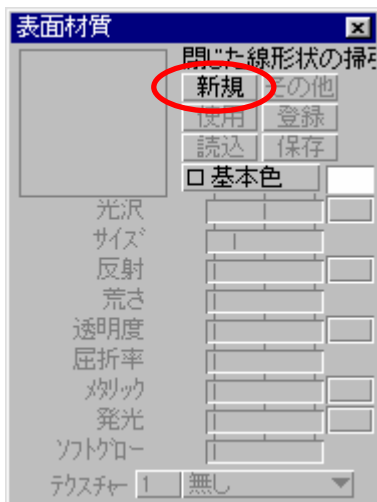 表面材質
閉じた線形状の掃
新規 その他
使用 登録
読込 保存
基本色
光沢
サイズ
反射
荒さ
透明度
屈折率
メタリック
発光
ソフトグロー
テクスチャー 1 無し